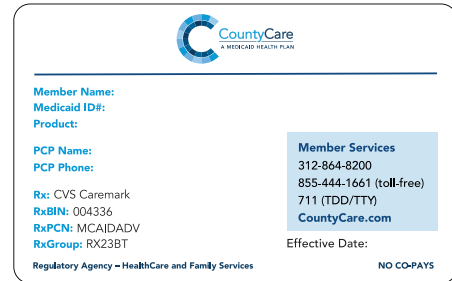 CountyCare
A MEDICAID HEALTH PLAN
Member Name:
Medicaid ID#:
Product:
PCP Name:
PCP Phone:
Rx: CVS Caremark
RxBIN: 004336
RxPCN: MCAIDADV
RxGroup: RX23BT
Member Services
312-864-8200
855-444-1661 (toll-free)
711 (TDD/TTY)
CountyCare.com
Effective Date:
Regulatory Agency – HealthCare and Family Services
NO CO-PAYS